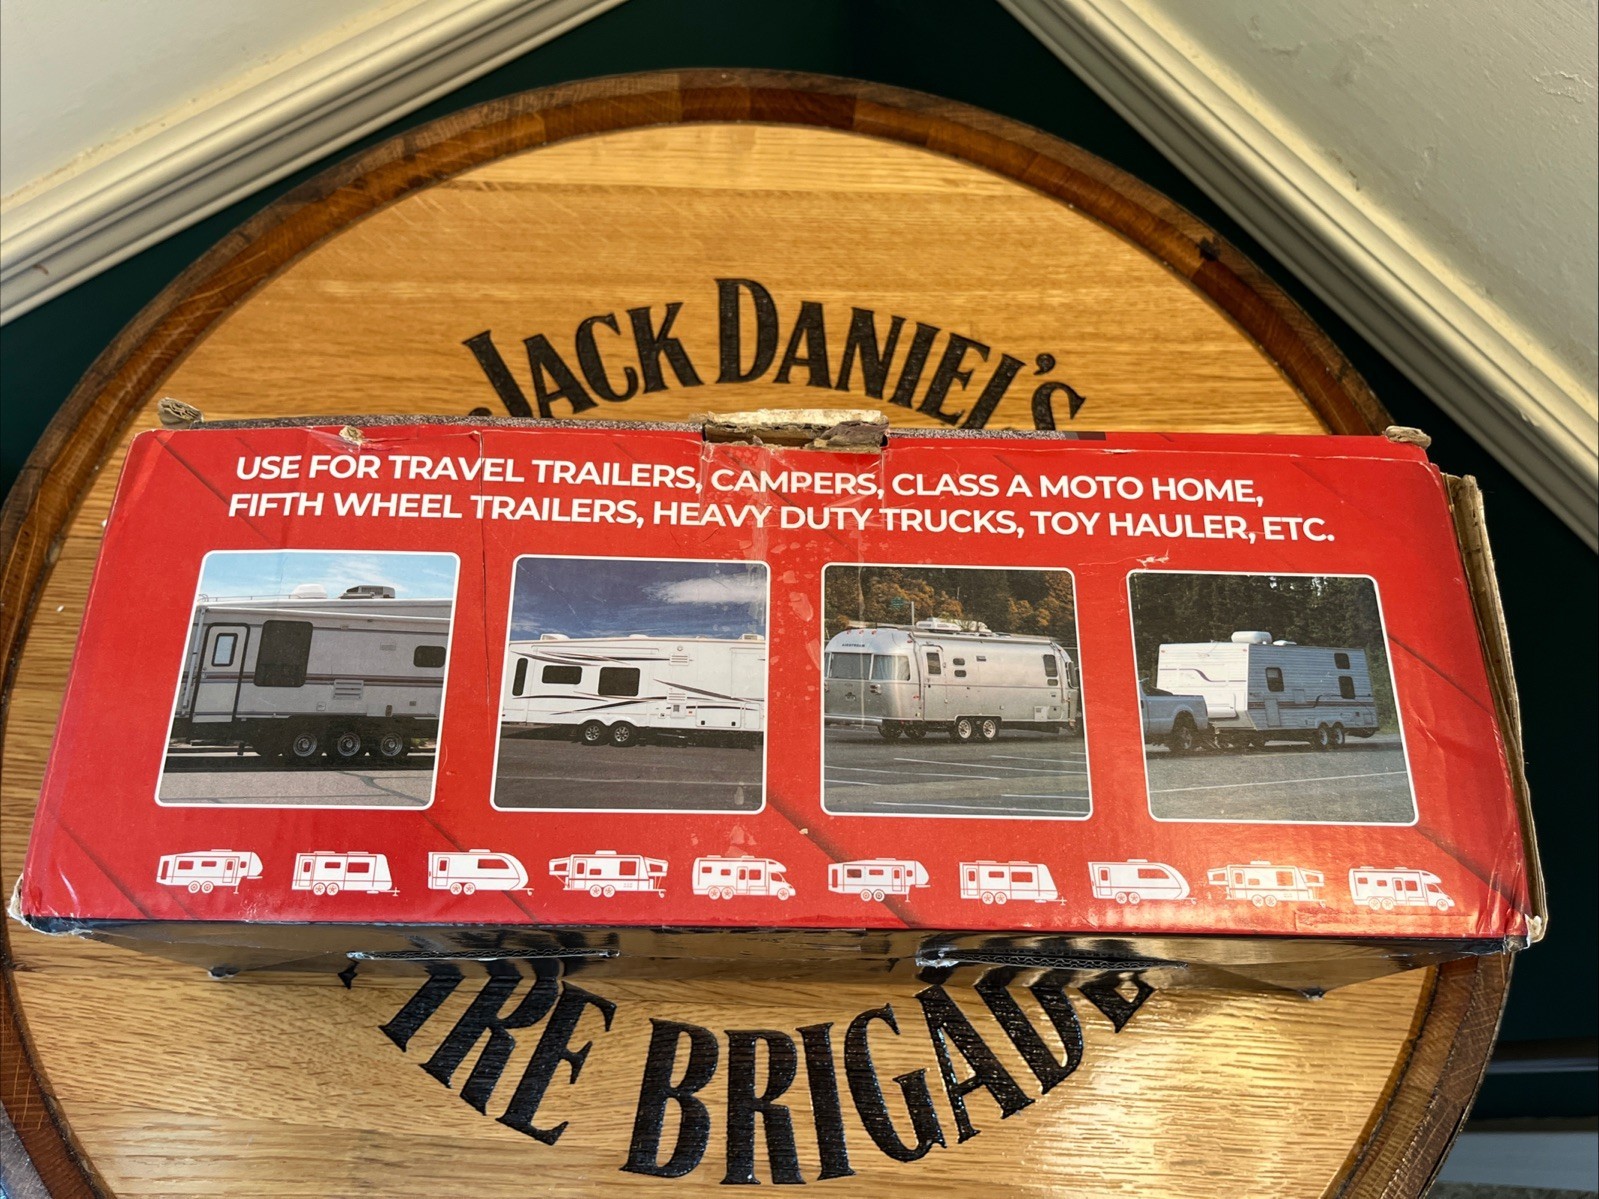 JACK DANIEL'S
USE FOR TRAVEL TRAILERS, CAMPERS, CLASS A MOTO HOME,
FIFTH WHEEL TRAILERS, HEAVY DUTY TRUCKS, TOY HAULER, ETC.
FIRE BRIGADE